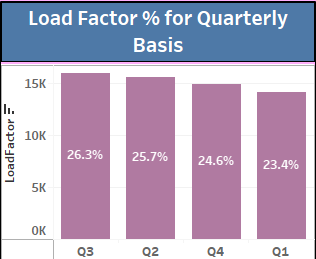 Load Factor % for Quarterly
Basis
LoadFactor
15K
10K
5K
0K
26.3%
25.7%
24.6%
23.4%
Q3
Q2
Q4
Q1